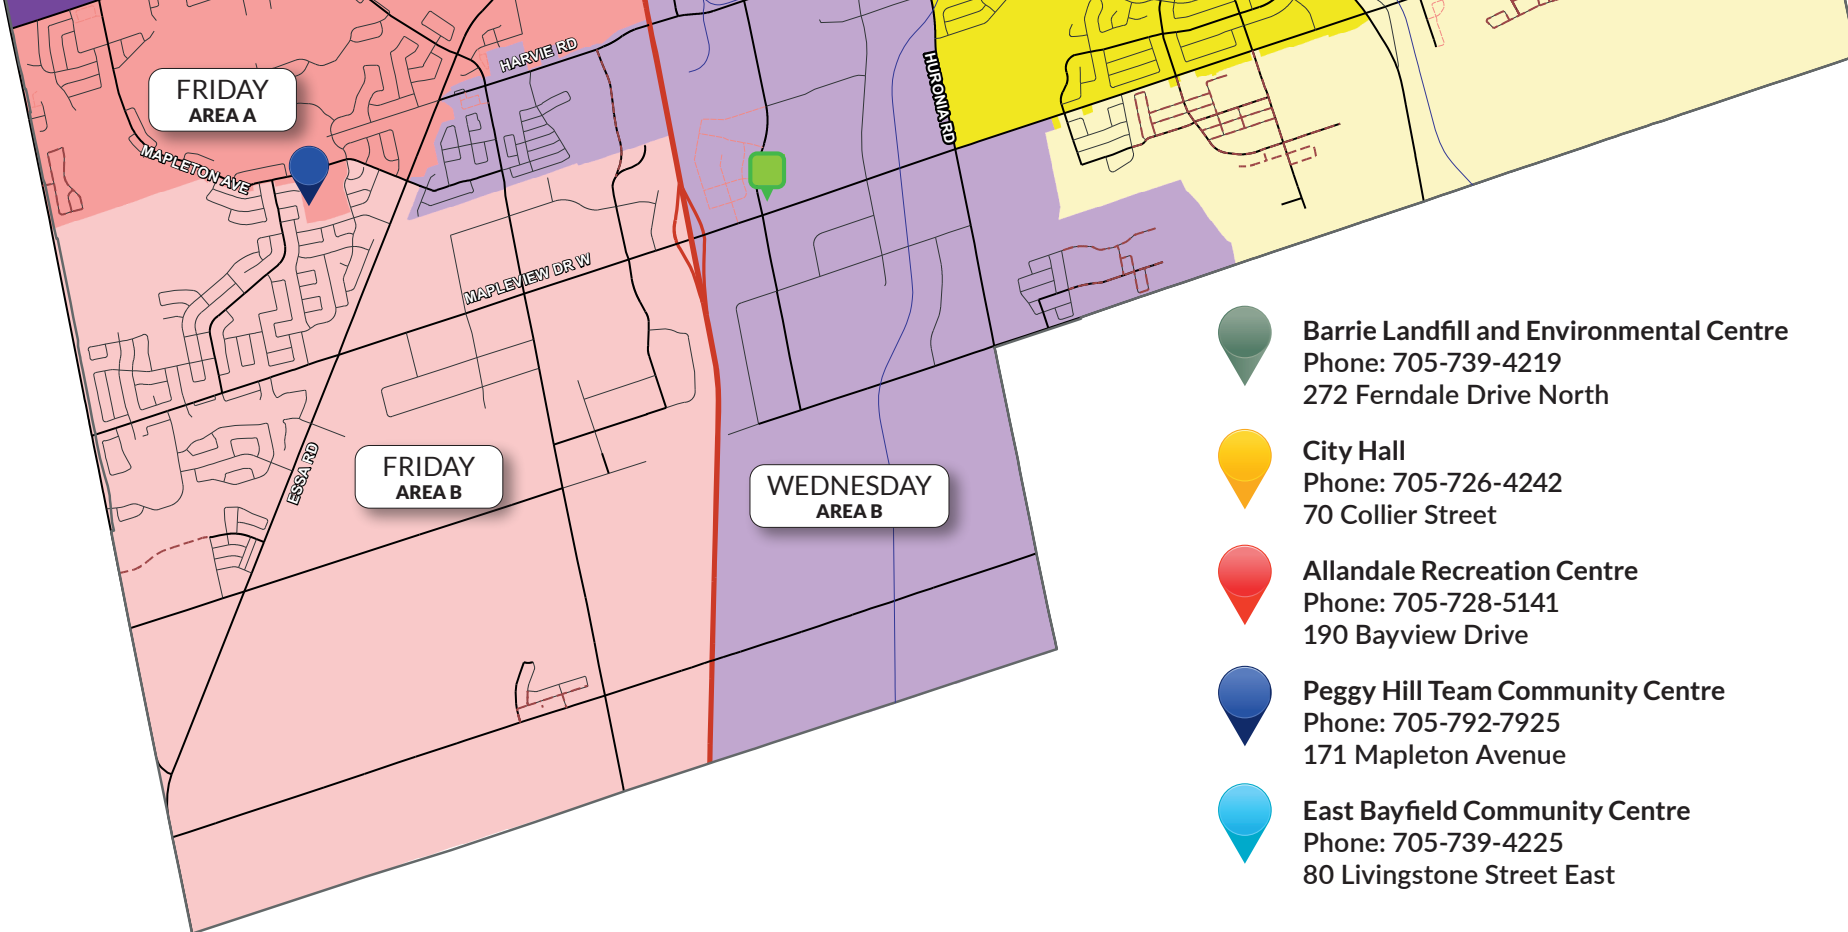 HARVIE RD
HURONIA RD
FRIDAY
AREA A
MAPLETON AVE
MAPLEVIEW DR W
ESSA RD
FRIDAY
AREA B
WEDNESDAY
AREA B
Barrie Landfill and Environmental Centre
Phone: 705-739-4219
272 Ferndale Drive North
City Hall
Phone: 705-726-4242
70 Collier Street
Allandale Recreation Centre
Phone: 705-728-5141
190 Bayview Drive
Peggy Hill Team Community Centre
Phone: 705-792-7925
171 Mapleton Avenue
East Bayfield Community Centre
Phone: 705-739-4225
80 Livingstone Street East